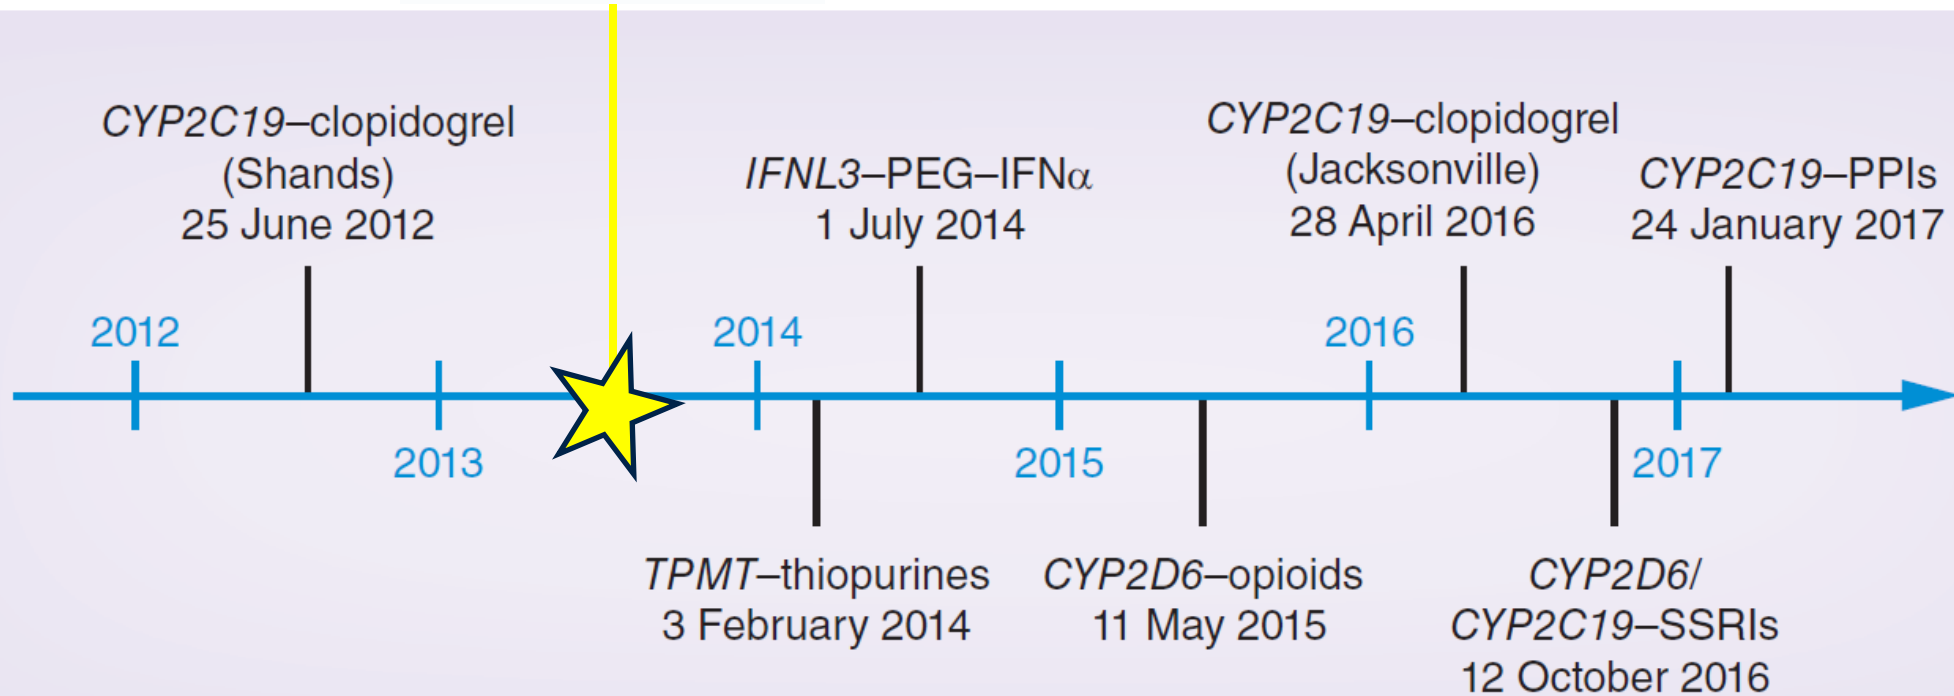 CYP2C19–clopidogrel
(Shands)
25 June 2012
IFNL3–PEG–IFNα
1 July 2014
CYP2C19–clopidogrel
(Jacksonville)
28 April 2016
CYP2C19–PPIs
24 January 2017
2012
2014
2016
2013
2015
2017
TPMT–thiopurines
3 February 2014
CYP2D6–opioids
11 May 2015
CYP2D6/
CYP2C19–SSRIs
12 October 2016